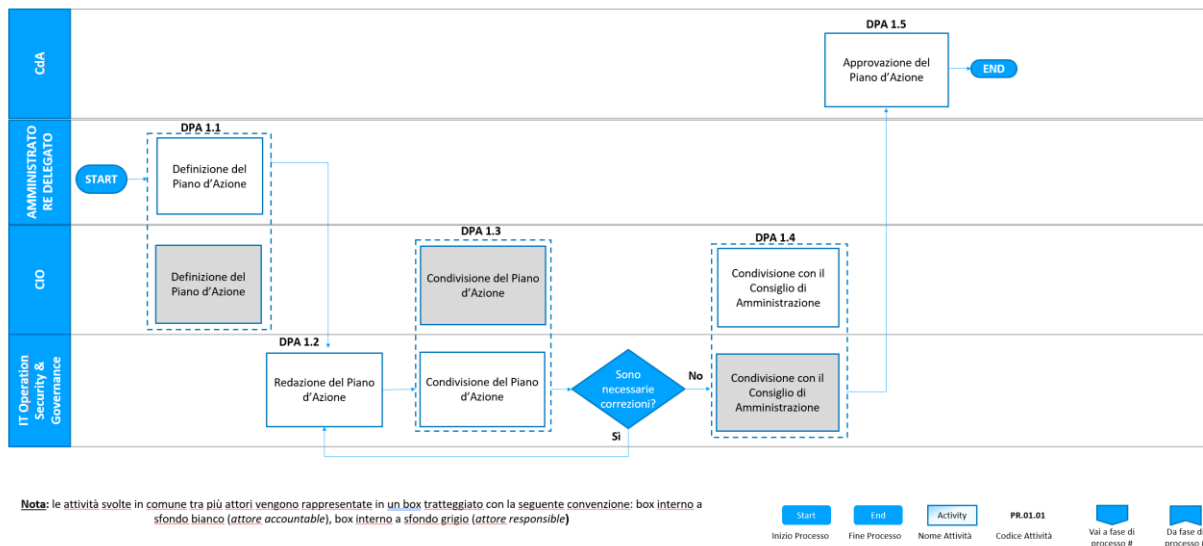 CdA
DPA 1.5
Approvazione del
Piano d'Azione
END
AMMINISTRATO
RE DELEGATO
START
DPA 1.1
Definizione del
Piano d'Azione
CIO
Definizione del
Piano d'Azione
DPA 1.3
Condivisione del Piano
d'Azione
DPA 1.4
Condivisione con il
Consiglio di
Amministrazione
IT Operation
Security &
Governance
DPA 1.2
Redazione del Piano
d'Azione
Condivisione del Piano
d'Azione
Sono
necessarie
correzioni?
No
Sì
Condivisione con il
Consiglio di
Amministrazione
Nota: le attività svolte in comune tra più attori vengono rappresentate in un box tratteggiato con la seguente convenzione: box interno a
sfondo bianco (attore accountable), box interno a sfondo grigio (attore responsible)
Start
Inizio Processo
End
Fine Processo
Activity
Nome Attività
PR.01.01
Codice Attività
Vai a fase di
processo #
Da fase di
processo